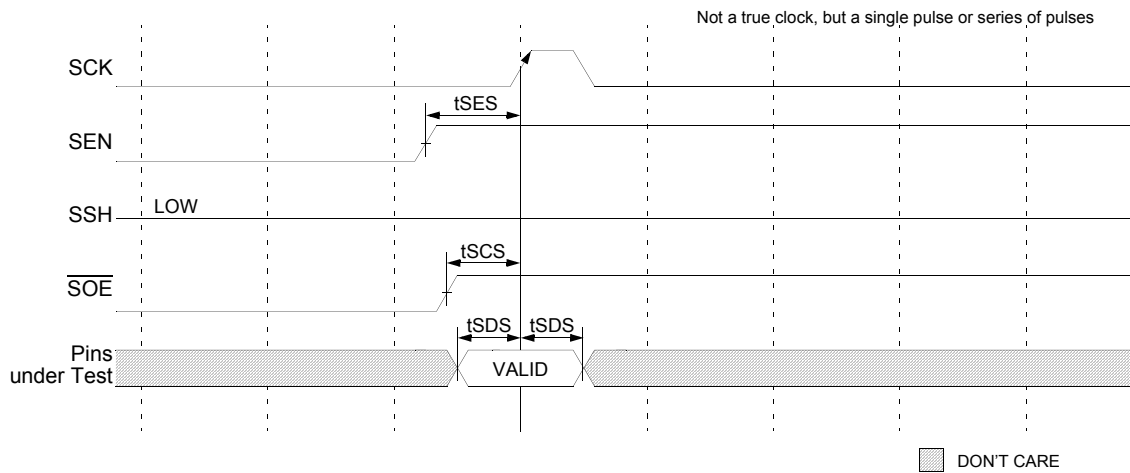 Not a true clock, but a single pulse or series of pulses
SCK
tSES
SEN
SSH
LOW
tSCS
SOE
tSDS
tSDS
Pins
under Test
VALID
DON'T CARE